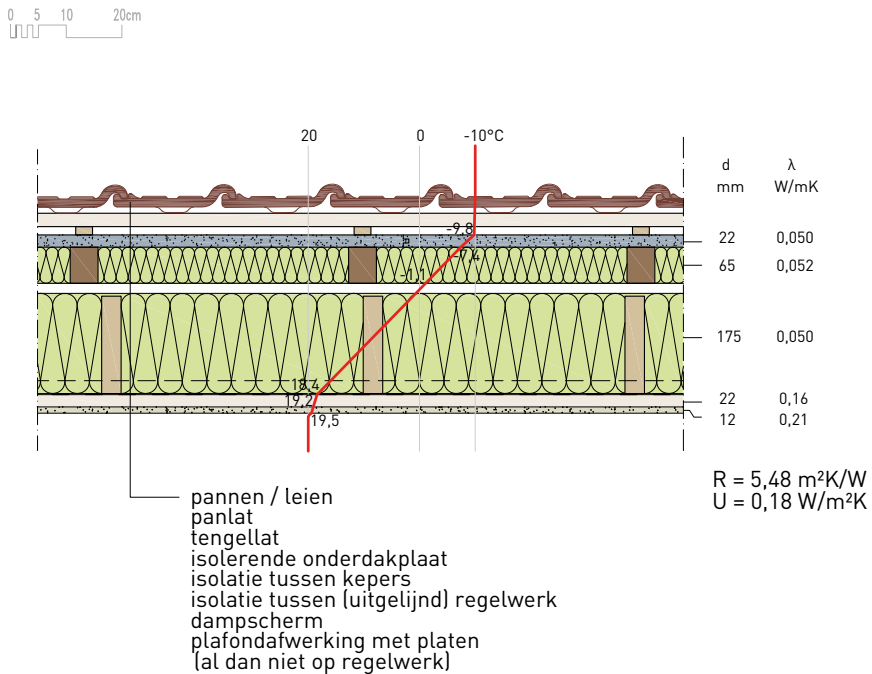 0 5 10 20cm
20 0 -10°C
d λ
mm W/mK
-9,8
-7,4
-1,1
22 0,050
65 0,052
175 0,050
18,4
19,2
19,5
22 0,16
12 0,21
R = 5,48 m²K/W
U = 0,18 W/m²K
pannen / leien
panlat
tengellat
isolerende onderdakplaat
isolatie tussen kepers
isolatie tussen (uitgelijnd) regelwerk
dampscherm
plafondafwerking met platen
(al dan niet op regelwerk)